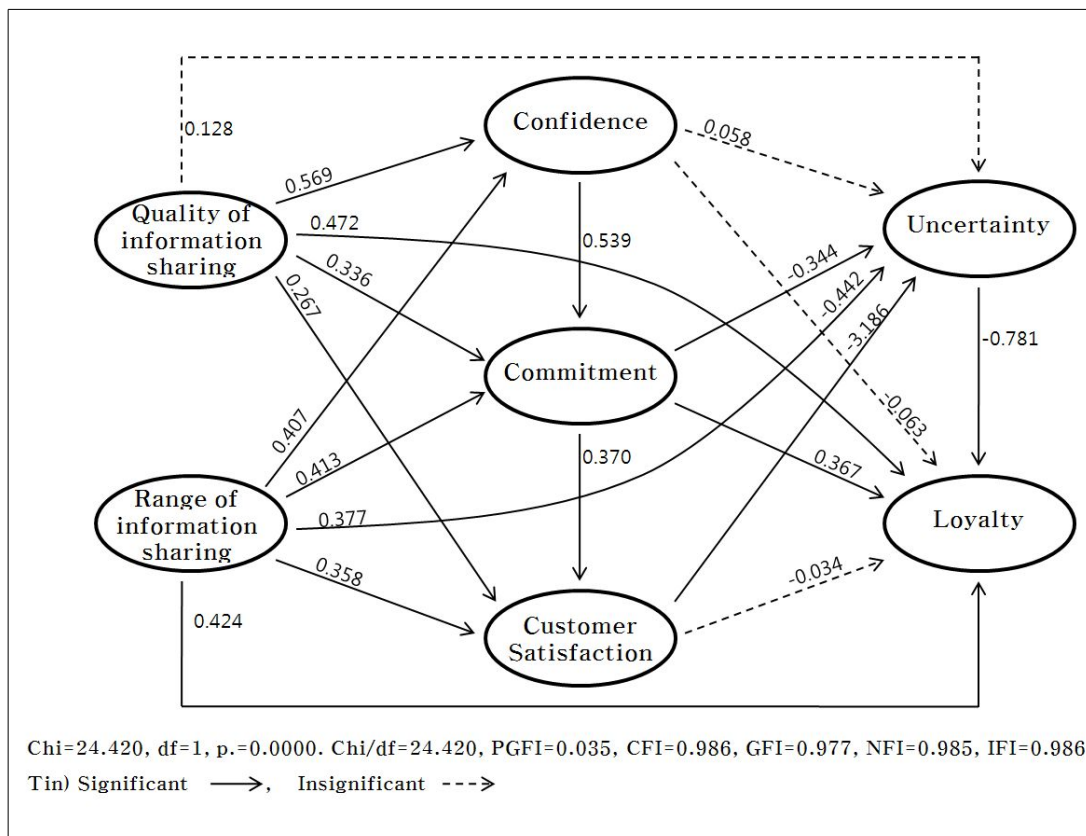 0.128
Confidence
0.058
0.569
Quality of
information
sharing
0.472
Uncertainty
0.336
0.539
-0.344
0.267
-0.442
-3.186
-0.781
Commitment
0.407
-0.063
0.413
0.370
0.367
Range of
information
sharing
0.377
Loyalty
0.358
-0.034
0.424
Customer
Satisfaction
Chi=24.420, df=1, p.=0.0000. Chi/df=24.420, PGFI=0.035, CFI=0.986, GFI=0.977, NFI=0.985, IFI=0.986
Tin) Significant , Insignificant